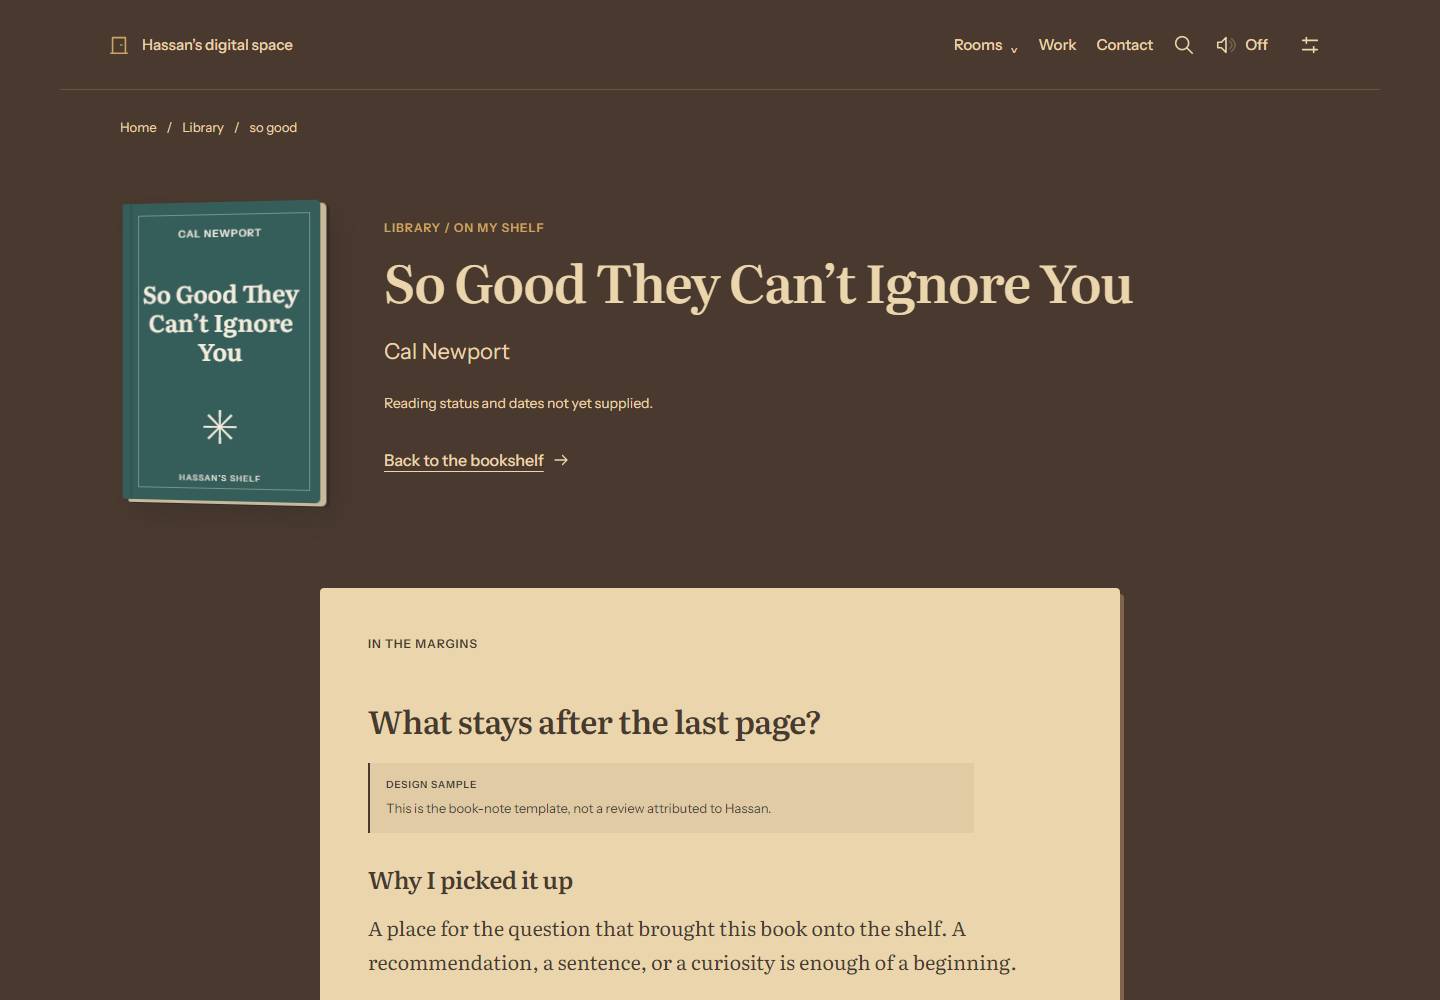 Hassan's digital space
Rooms Work Contact Off
Home / Library / so good
CAL NEWPORT
So Good They
Can't Ignore
You
HASSAN'S SHELF
LIBRARY / ON MY SHELF
So Good They Can’t Ignore You
Cal Newport
Reading status and dates not yet supplied.
Back to the bookshelf →
IN THE MARGINS
What stays after the last page?
DESIGN SAMPLE
This is the book-note template, not a review attributed to Hassan.
Why I picked it up
A place for the question that brought this book onto the shelf. A
recommendation, a sentence, or a curiosity is enough of a beginning.